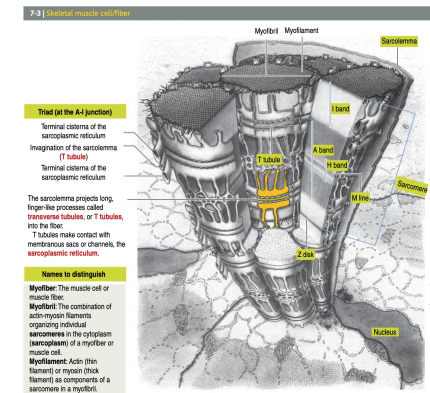 7-3 | Skeletal muscle cell/fiber
Myofibril Myofilament
Sarcolemma
I band
Triad (at the A-I junction)
Terminal cisterna of the
sarcoplasmic reticulum
Invagination of the sarcolemma
(T tubule)
Terminal cisterna of the
sarcoplasmic reticulum
T tubule
A band
H band
Sarcomere
M line
The sarcolemma projects long,
finger-like processes called
transverse tubules, or T tubules,
into the fiber.
T tubules make contact with
membranous sacs or channels, the
sarcoplasmic reticulum.
Z disk
Names to distinguish
Myofiber: The muscle cell or
muscle fiber.
Myofibril: The combination of
actin-myosin filaments
organizing individual
sarcomeres in the cytoplasm
(sarcoplasm) of a myofiber or
muscle cell.
Myofilament: Actin (thin
filament) or myosin (thick
filament) as components of a
sarcomere in a myofibril.
Nucleus